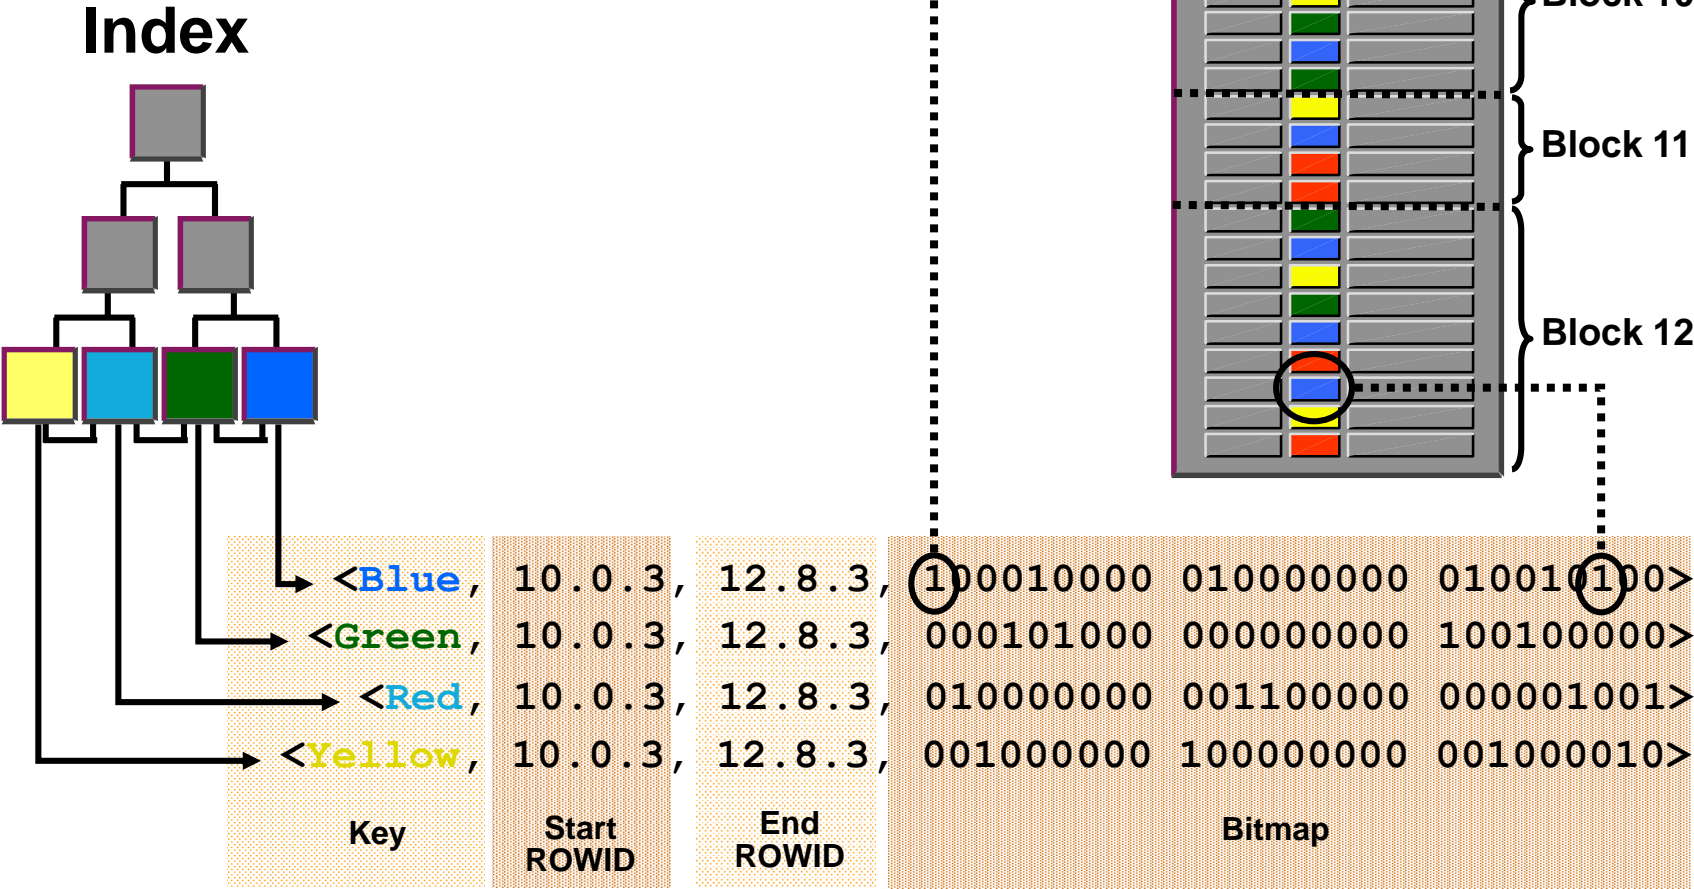 Index
Block 11
Block 12
<Blue, 10.0.3, 12.8.3, 100010000 010000000 010010100>
<Green, 10.0.3, 12.8.3, 000101000 000000000 100100000>
<Red, 10.0.3, 12.8.3, 010000000 001100000 000001001>
<Yellow, 10.0.3, 12.8.3, 001000000 100000000 001000010>
Key
Start
ROWID
End
ROWID
Bitmap